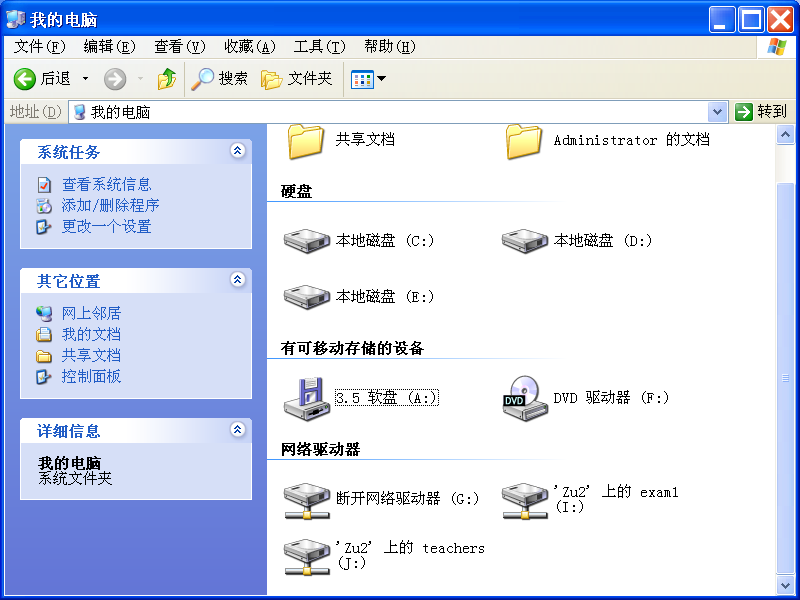 我的电脑
文件(F) 编辑(E) 查看(V) 收藏(A) 工具(T) 帮助(H)
后退 搜索 文件夹
地址(D) 我的电脑 转到
系统任务
查看系统信息
添加/删除程序
更改一个设置
其它位置
网上邻居
我的文档
共享文档
控制面板
详细信息
我的电脑
系统文件夹
共享文档 Administrator 的文档
硬盘
本地磁盘 (C:) 本地磁盘 (D:)
本地磁盘 (E:)
有可移动存储的设备
3.5 软盘 (A:) DVD DVD 驱动器 (F:)
网络驱动器
断开网络驱动器 (G:) 'Zu2' 上的 exam1
(I:)
'Zu2' 上的 teachers
(J:)